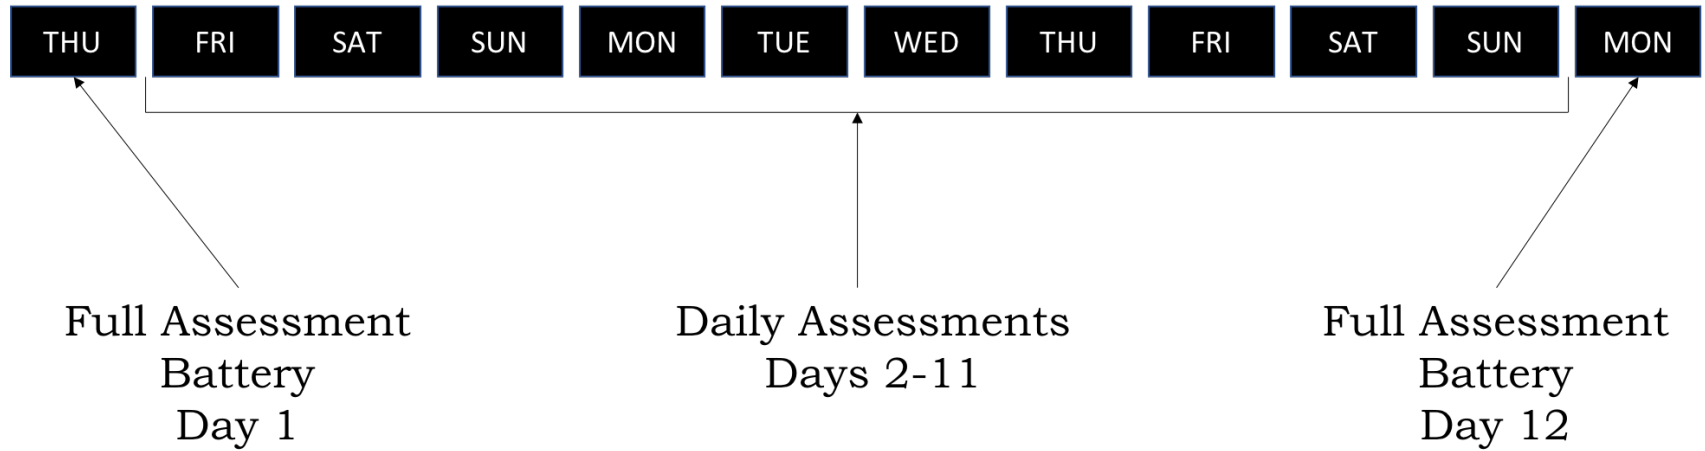 THU FRI SAT SUN MON TUE WED THU FRI SAT SUN MON
Full Assessment
Battery
Day 1
Daily Assessments
Days 2-11
Full Assessment
Battery
Day 12